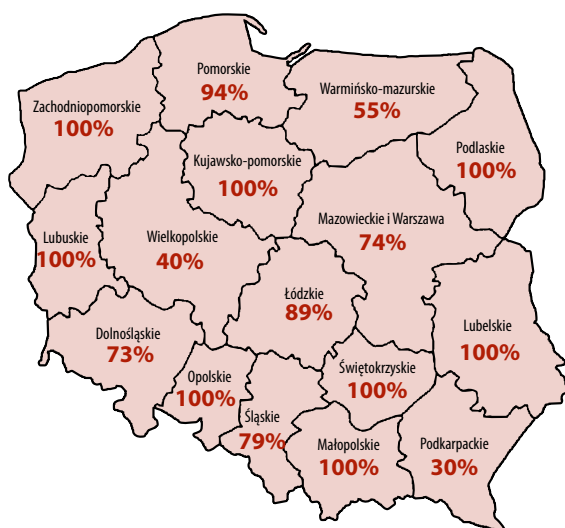 Pomorskie
94%
Warmińsko-mazurskie
55%
Zachodniopomorskie
100%
Podlaskie
100%
Kujawsko-pomorskie
100%
Mazowieckie i Warszawa
74%
Lubuskie
100%
Wielkopolskie
40%
Łódzkie
89%
Lubelskie
100%
Dolnośląskie
73%
Opolskie
100%
Świętokrzyskie
100%
Śląskie
79%
Małopolskie
100%
Podkarpackie
30%